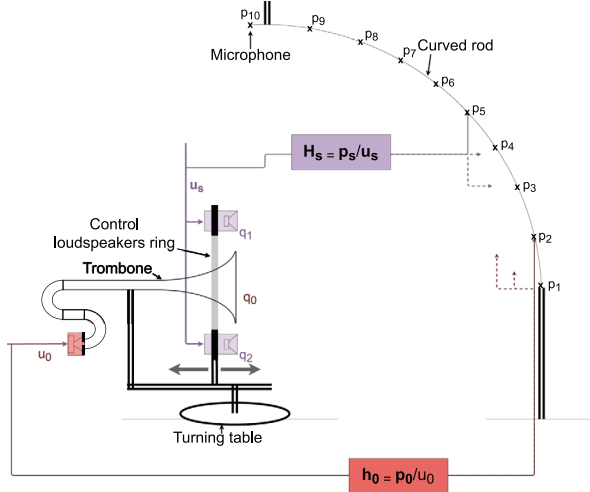 p10
p9
p8
Curved rod
Microphone
p7
p6
p5
p4
Hs = ps/us
us
p3
Control
loudspeakers ring
q1
p2
Trombone
q0
p1
u0
q2
Turning table
h0 = p0/u0